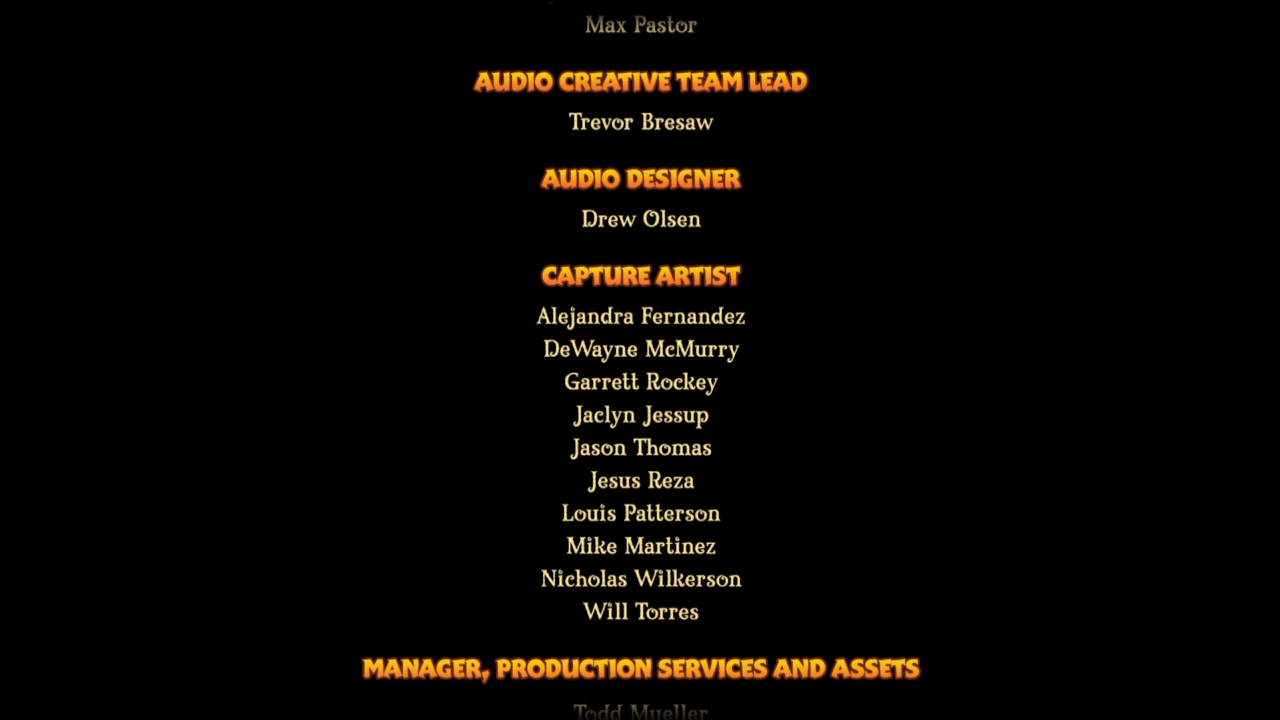 Max Pastor
AUDIO CREATIVE TEAM LEAD
Trevor Bresaw
AUDIO DESIGNER
Drew Olsen
CAPTURE ARTIST
Alejandra Fernandez
DeWayne McMurry
Garrett Rockey
Jaclyn Jessup
Jason Thomas
Jesus Reza
Louis Patterson
Mike Martinez
Nicholas Wilkerson
Will Torres
MANAGER, PRODUCTION SERVICES AND ASSETS
Todd Mueller